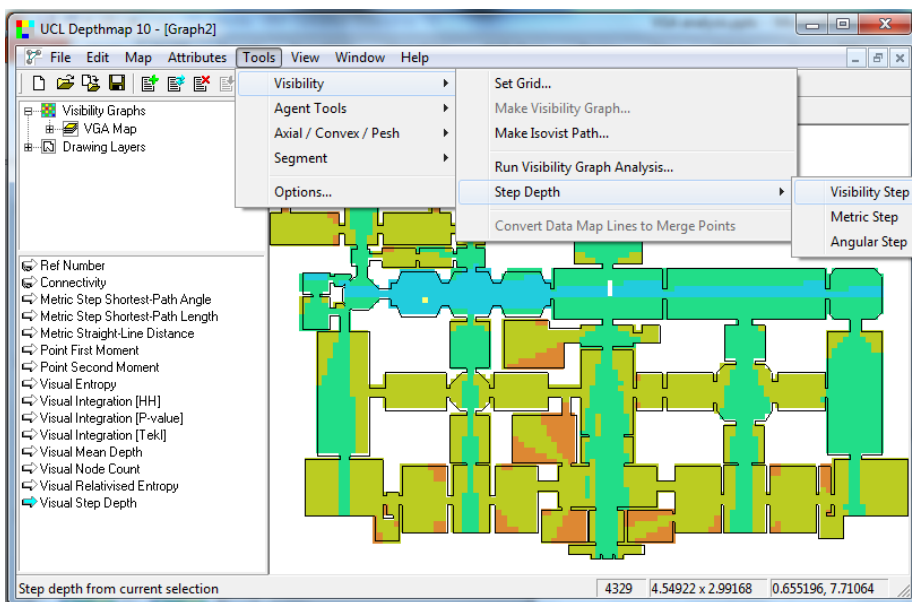 UCL Depthmap 10 - [Graph2]
File Edit Map Attributes Tools View Window Help
Visibility
Agent Tools
Axial / Convex / Pesh
Segment
Options...
Set Grid...
Make Visibility Graph...
Make Isovist Path...
Run Visibility Graph Analysis...
Step Depth
Convert Data Map Lines to Merge Points
Visibility Step
Metric Step
Angular Step
Visibility Graphs
VGA Map
Drawing Layers
Ref Number
Connectivity
Metric Step Shortest-Path Angle
Metric Step Shortest-Path Length
Metric Straight-Line Distance
Point First Moment
Point Second Moment
Visual Entropy
Visual Integration [HH]
Visual Integration [P-value]
Visual Integration [Tekl]
Visual Mean Depth
Visual Node Count
Visual Relativised Entropy
Visual Step Depth
Step depth from current selection 4329 4.54922 x 2.99168 0.655196, 7.71064